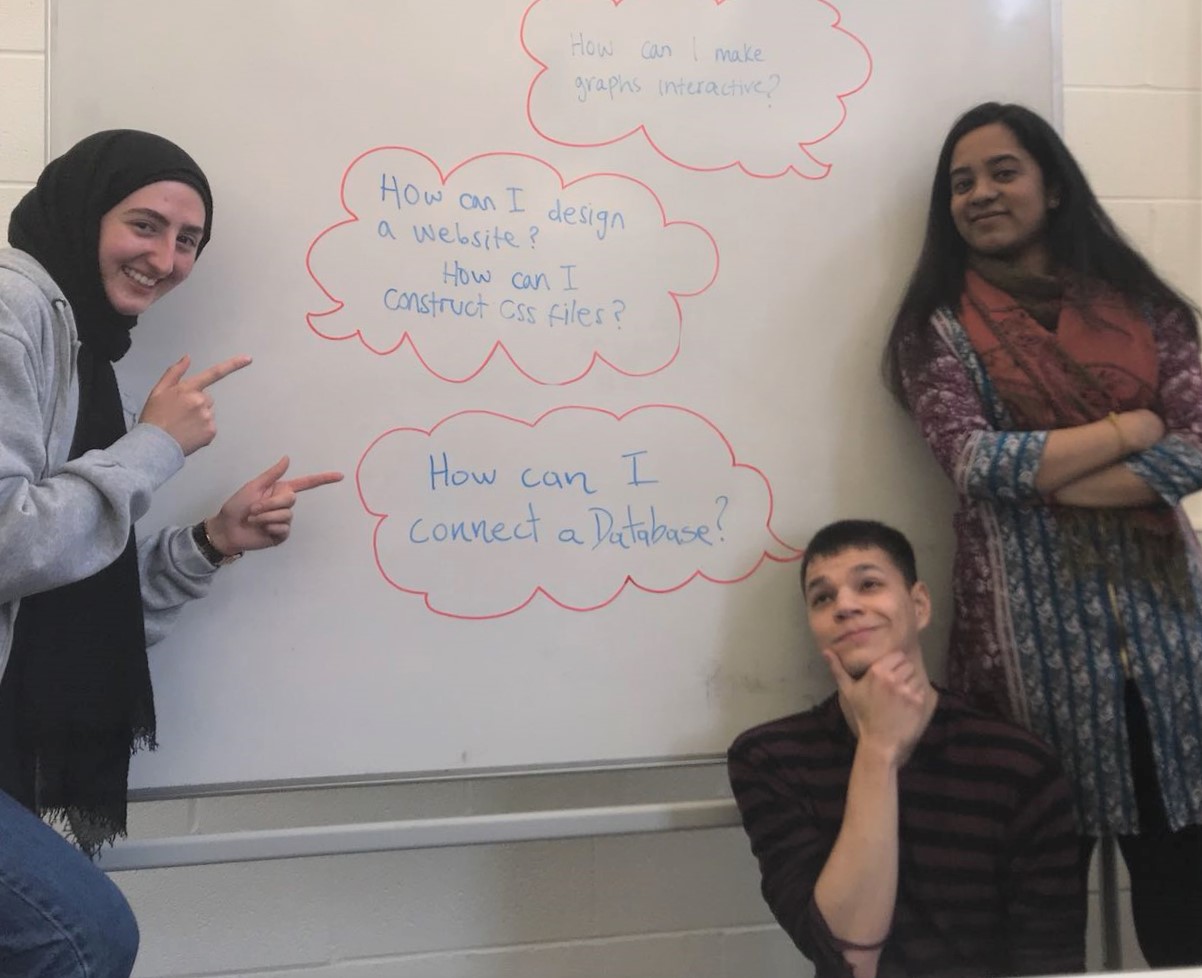 How can I make
graphs interactive?
How can I design
a website?
How can I
construct css files?
How can I
connect a Database?